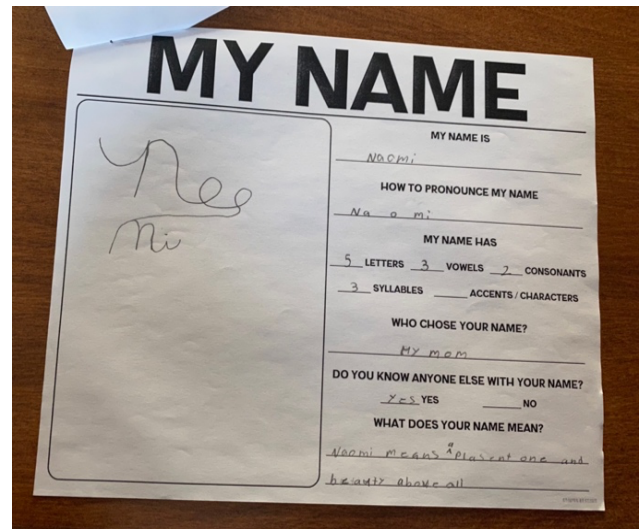 MY NAME
Nao
mi
MY NAME IS
Naomi
HOW TO PRONOUNCE MY NAME
Na o mi
MY NAME HAS
5 LETTERS 3 VOWELS 2 CONSONANTS
3 SYLLABLES ACCENTS / CHARACTERS
WHO CHOSE YOUR NAME?
My mom
DO YOU KNOW ANYONE ELSE WITH YOUR NAME?
Yes YES NO
WHAT DOES YOUR NAME MEAN?
Naomi means "Plasent one and
beauty above all